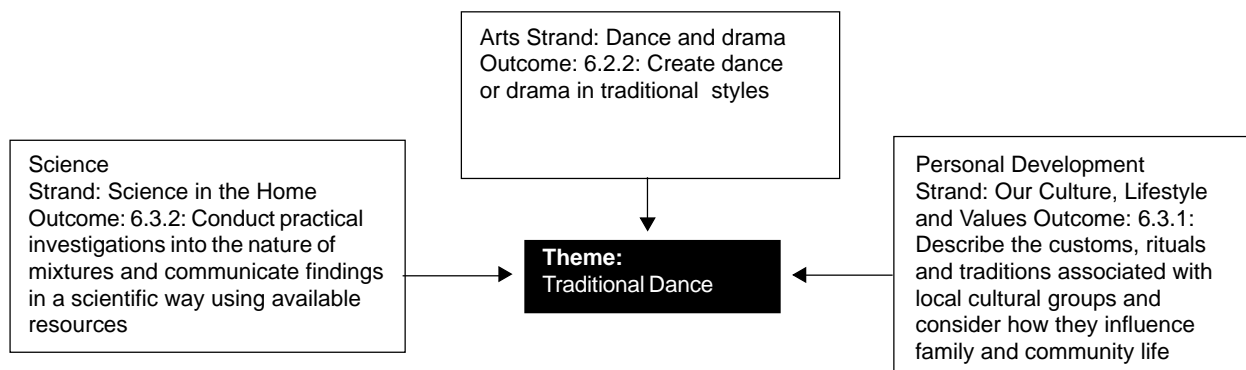 Arts Strand: Dance and drama
Outcome: 6.2.2: Create dance
or drama in traditional styles
Science
Strand: Science in the Home
Outcome: 6.3.2: Conduct practical
investigations into the nature of
mixtures and communicate findings
in a scientific way using available
resources
Theme:
Traditional Dance
Personal Development
Strand: Our Culture, Lifestyle
and Values Outcome: 6.3.1:
Describe the customs, rituals
and traditions associated with
local cultural groups and
consider how they influence
family and community life